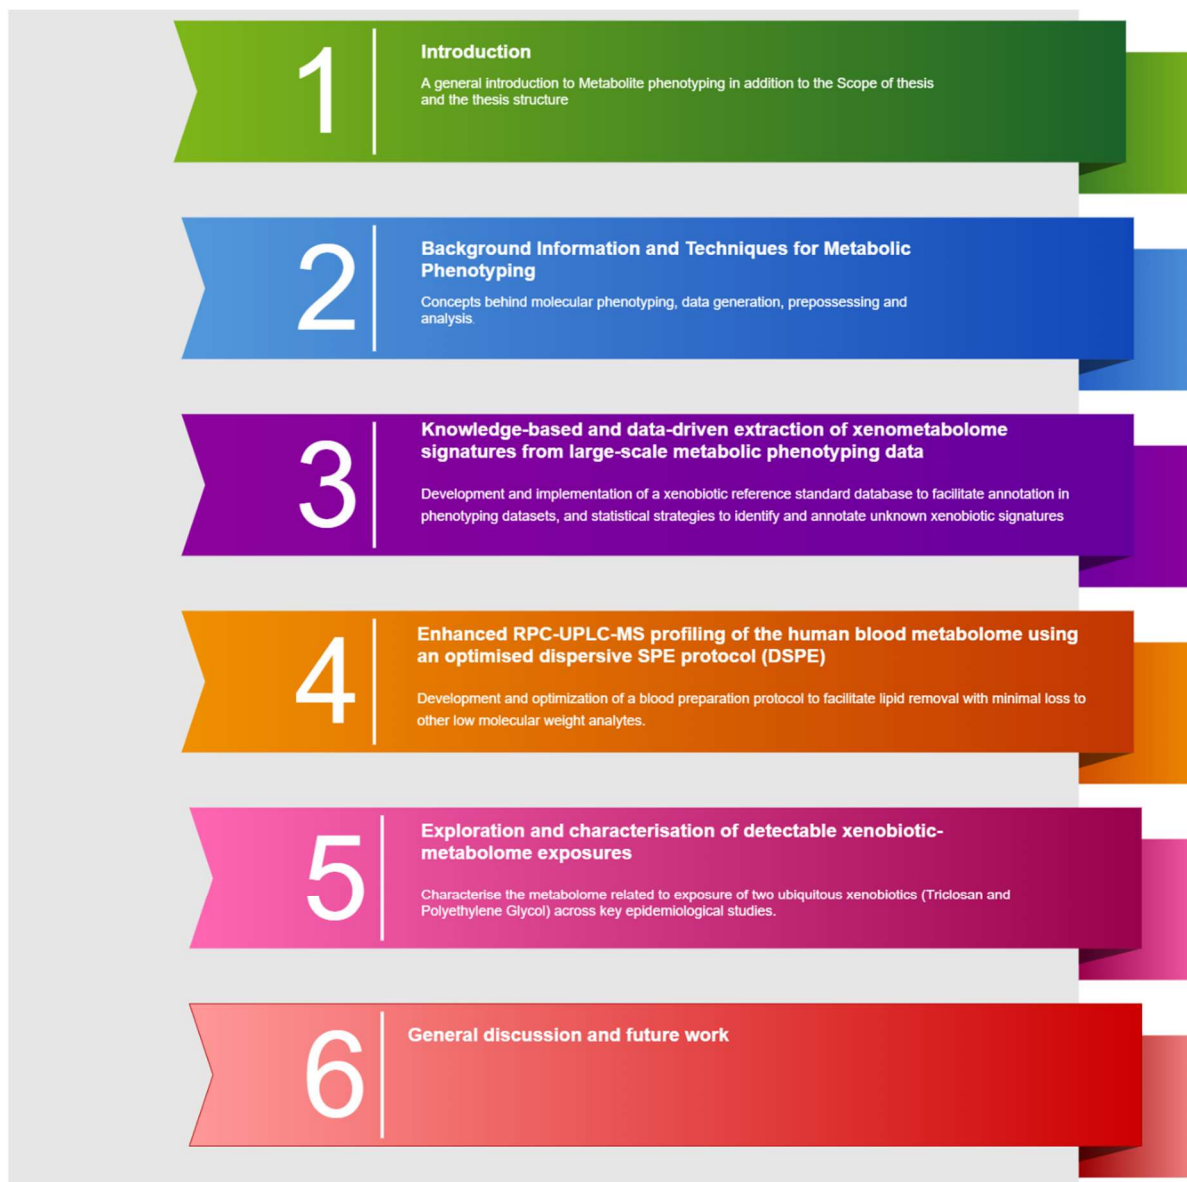 1
Introduction
A general introduction to Metabolite phenotyping in addition to the Scope of thesis
and the thesis structure
2
Background Information and Techniques for Metabolic
Phenotyping
Concepts behind molecular phenotyping, data generation, prepossessing and
analysis.
3
Knowledge-based and data-driven extraction of xenometabolome
signatures from large-scale metabolic phenotyping data
Development and implementation of a xenobiotic reference standard database to facilitate annotation in
phenotyping datasets, and statistical strategies to identify and annotate unknown xenobiotic signatures
4
Enhanced RPC-UPLC-MS profiling of the human blood metabolome using
an optimised dispersive SPE protocol (DSPE)
Development and optimization of a blood preparation protocol to facilitate lipid removal with minimal loss to
other low molecular weight analytes.
5
Exploration and characterisation of detectable xenobiotic-
metabolome exposures
Characterise the metabolome related to exposure of two ubiquitous xenobiotics (Triclosan and
Polyethylene Glycol) across key epidemiological studies.
6
General discussion and future work